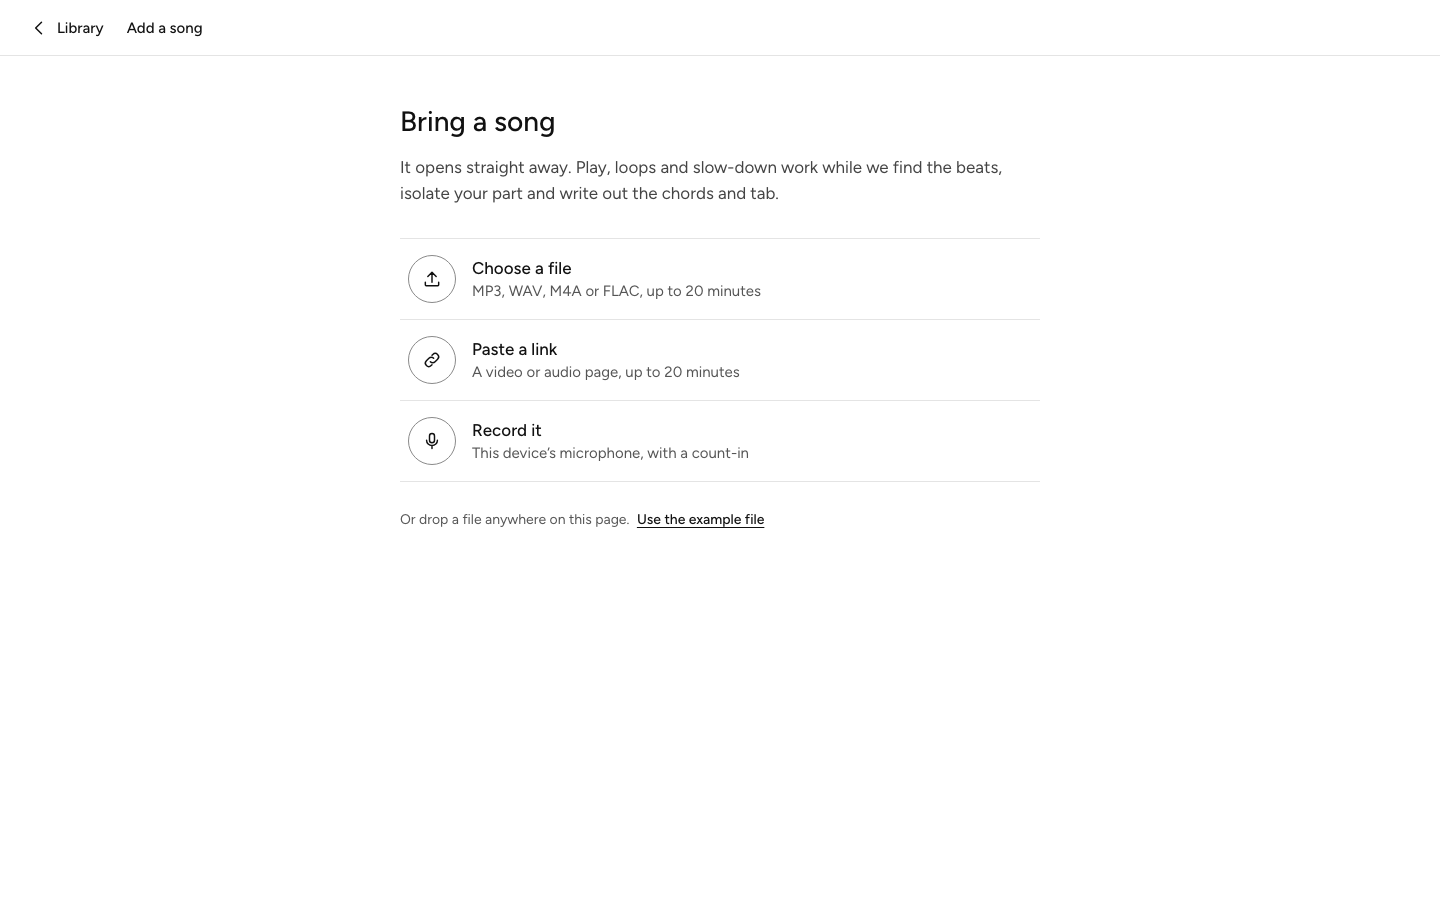 Library
Add a song
Bring a song
It opens straight away. Play, loops and slow-down work while we find the beats,
isolate your part and write out the chords and tab.
Choose a file
MP3, WAV, M4A or FLAC, up to 20 minutes
Paste a link
A video or audio page, up to 20 minutes
Record it
This device’s microphone, with a count-in
Or drop a file anywhere on this page. Use the example file